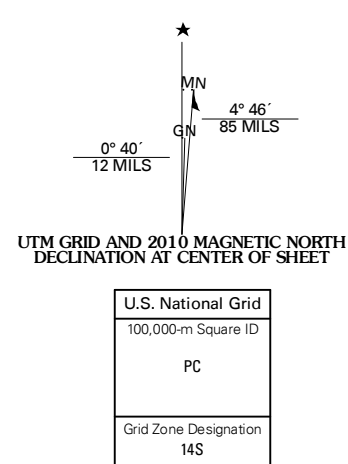 ★
MN
GN
4° 46´
85 MILS
0° 40´
12 MILS
UTM GRID AND 2010 MAGNETIC NORTH
DECLINATION AT CENTER OF SHEET
U.S. National Grid
100,000-m Square ID
PC
Grid Zone Designation
14S